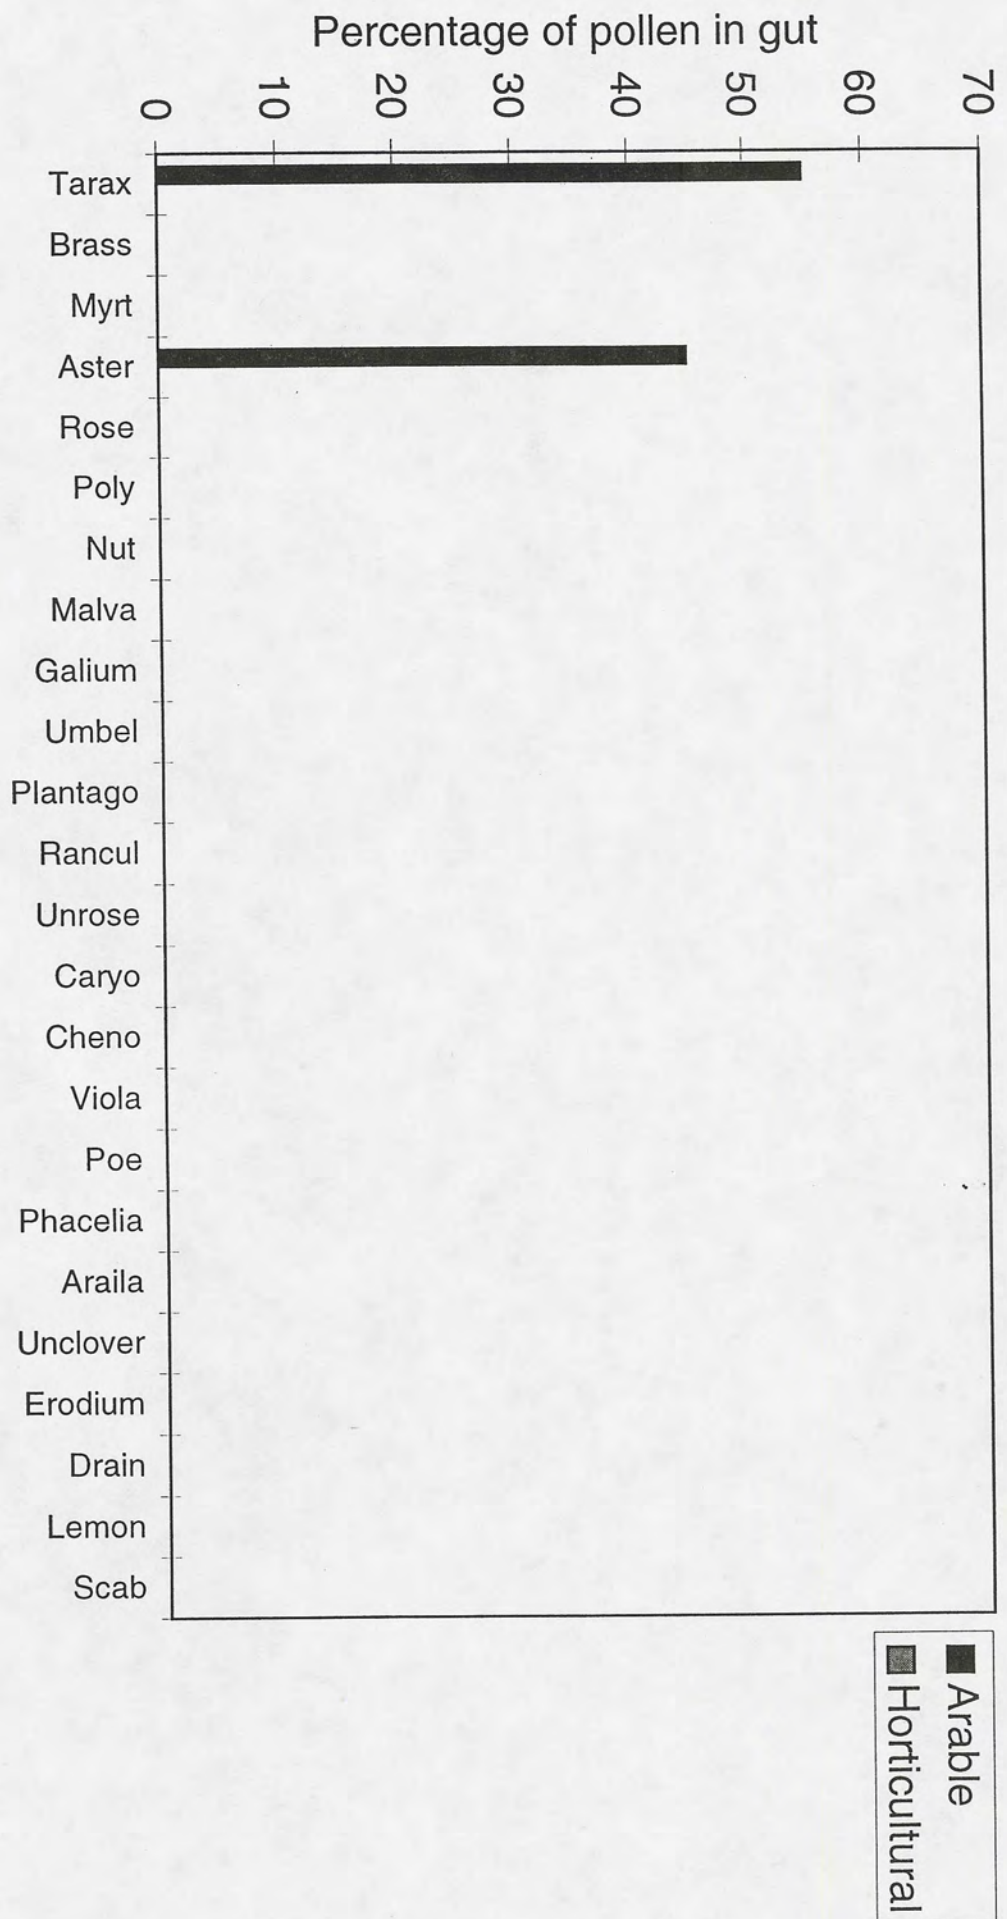 Percentage of pollen in gut
0
10
20
30
40
50
60
70
Tarax
Brass
Myrt
Aster
Rose
Poly
Nut
Malva
Galium
Umbel
Plantago
Rancul
Unrose
Caryo
Cheno
Viola
Poe
Phacelia
Araila
Unclover
Erodium
Drain
Lemon
Scab
Arable
Horticultural